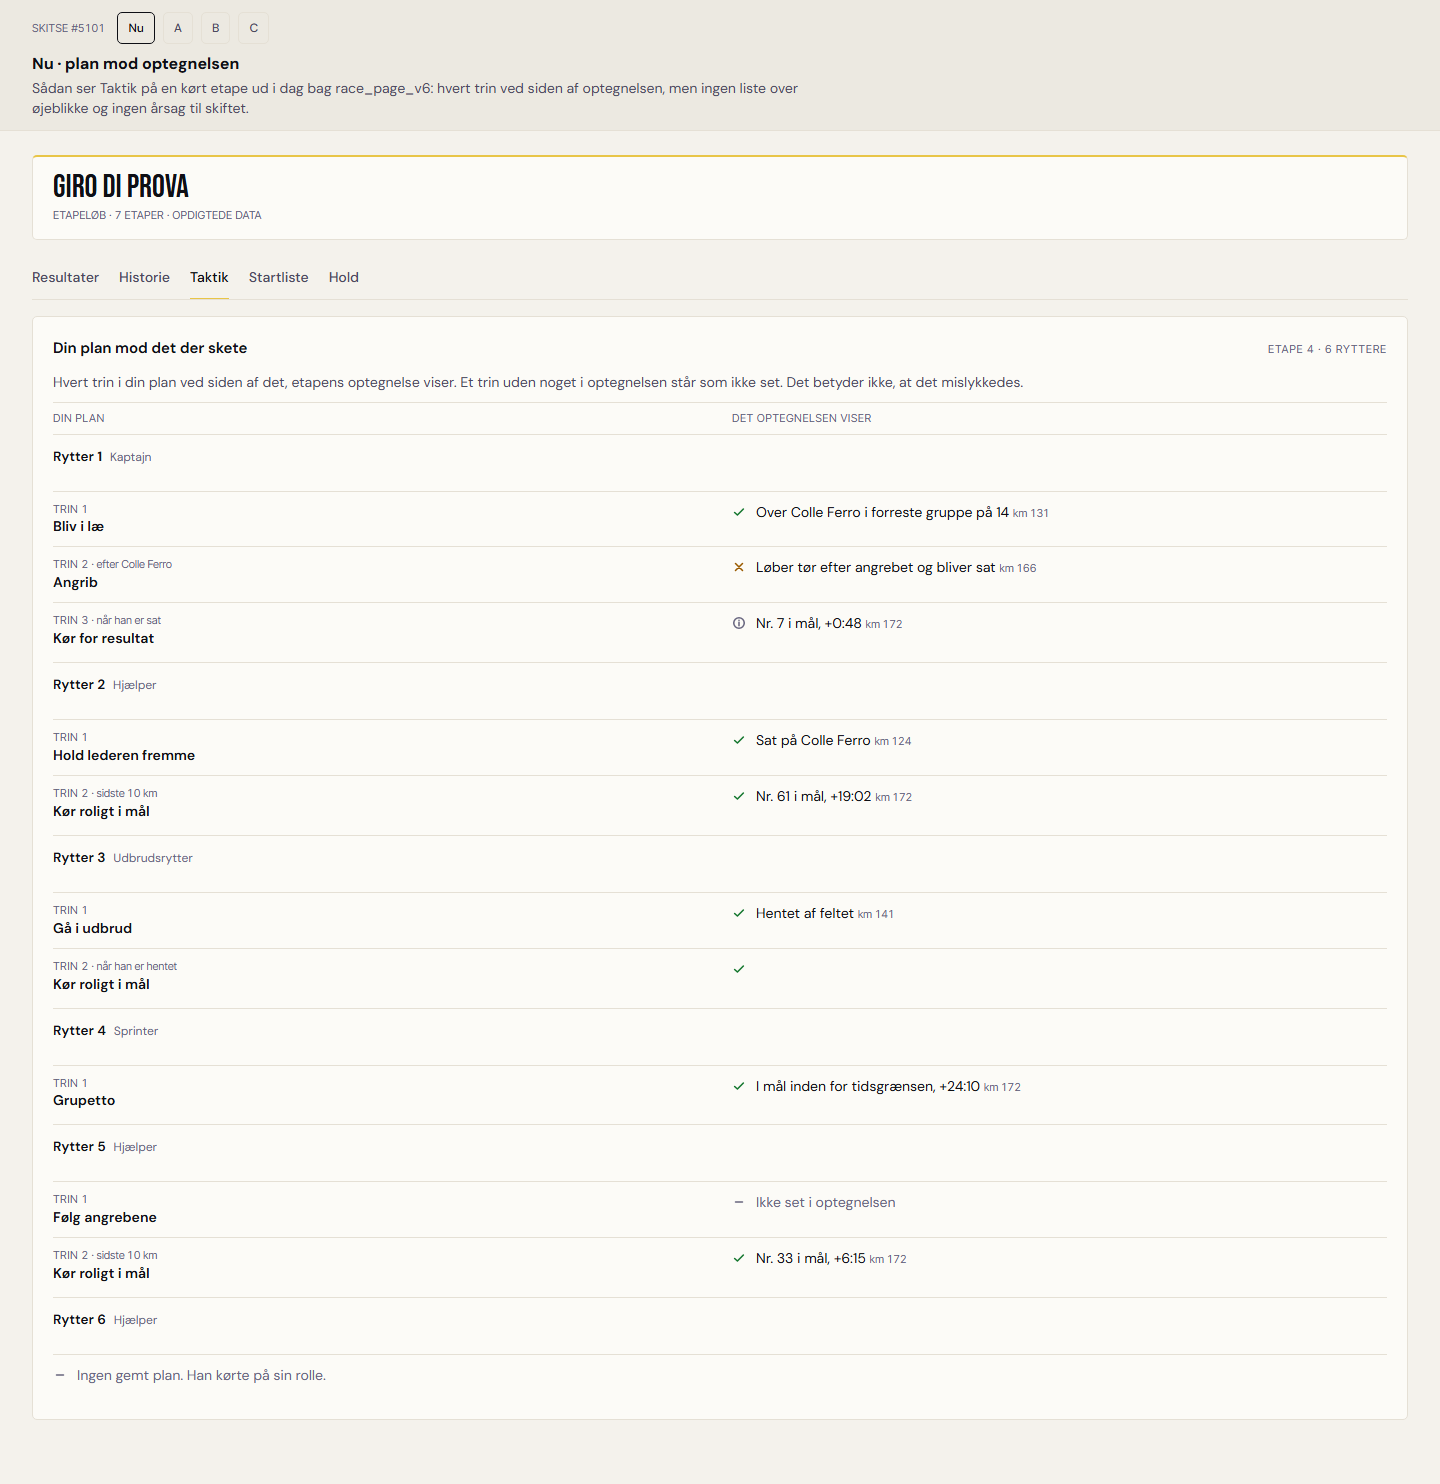 SKITSE #5101 Nu A B C
Nu · plan mod optegnelsen
Sådan ser Taktik på en kørt etape ud i dag bag race_page_v6: hvert trin ved siden af optegnelsen, men ingen liste over
øjeblikke og ingen årsag til skiftet.
GIRO DI PROVA
ETAPELØB · 7 ETAPER · OPDIGTEDE DATA
Resultater Historie Taktik Startliste Hold
Din plan mod det der skete
ETAPE 4 · 6 RYTTERE
Hvert trin i din plan ved siden af det, etapens optegnelse viser. Et trin uden noget i optegnelsen står som ikke set. Det betyder ikke, at det mislykkedes.
DIN PLAN DET OPTEGNELSEN VISER
Rytter 1 Kaptajn
TRIN 1
Bliv i læ
Over Colle Ferro i forreste gruppe på 14 km 131
TRIN 2 · efter Colle Ferro
Angrib
Løber tør efter angrebet og bliver sat km 166
TRIN 3 · når han er sat
Kør for resultat
Nr. 7 i mål, +0:48 km 172
Rytter 2 Hjælper
TRIN 1
Hold lederen fremme
Sat på Colle Ferro km 124
TRIN 2 · sidste 10 km
Kør roligt i mål
Nr. 61 i mål, +19:02 km 172
Rytter 3 Udbrudsrytter
TRIN 1
Gå i udbrud
Hentet af feltet km 141
TRIN 2 · når han er hentet
Kør roligt i mål
Rytter 4 Sprinter
TRIN 1
Grupetto
I mål inden for tidsgrænsen, +24:10 km 172
Rytter 5 Hjælper
TRIN 1
Følg angrebene
Ikke set i optegnelsen
TRIN 2 · sidste 10 km
Kør roligt i mål
Nr. 33 i mål, +6:15 km 172
Rytter 6 Hjælper
Ingen gemt plan. Han kørte på sin rolle.